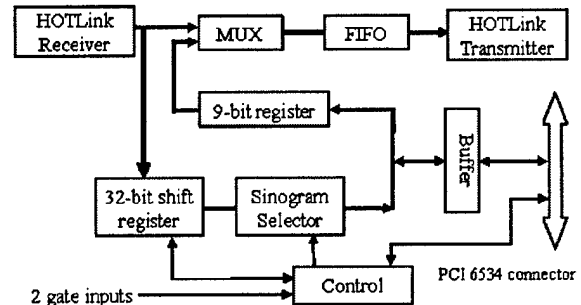 HOTLink
Receiver
MUX
FIFO
HOTLink
Transmitter
9-bit register
Buffer
32-bit shift
register
Sinogram
Selector
Control
PCI 6534 connector
2 gate inputs